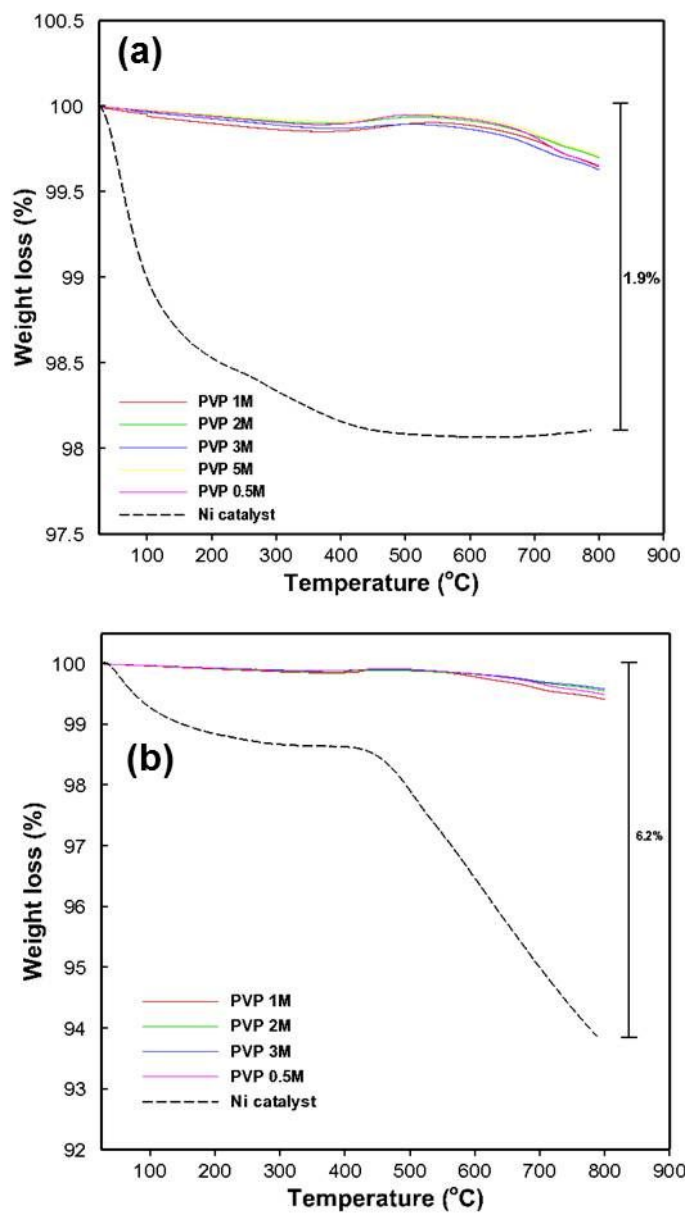 (a)
100.5
100
99.5
99
98.5
98
97.5
Weight loss (%)
1.9%
PVP 1M
PVP 2M
PVP 3M
PVP 5M
PVP 0.5M
Ni catalyst
100 200 300 400 500 600 700 800 900
Temperature (°C)
(b)
100
99
98
97
96
95
94
93
92
Weight loss (%)
6.2%
PVP 1M
PVP 2M
PVP 3M
PVP 0.5M
Ni catalyst
100 200 300 400 500 600 700 800 900
Temperature (°C)